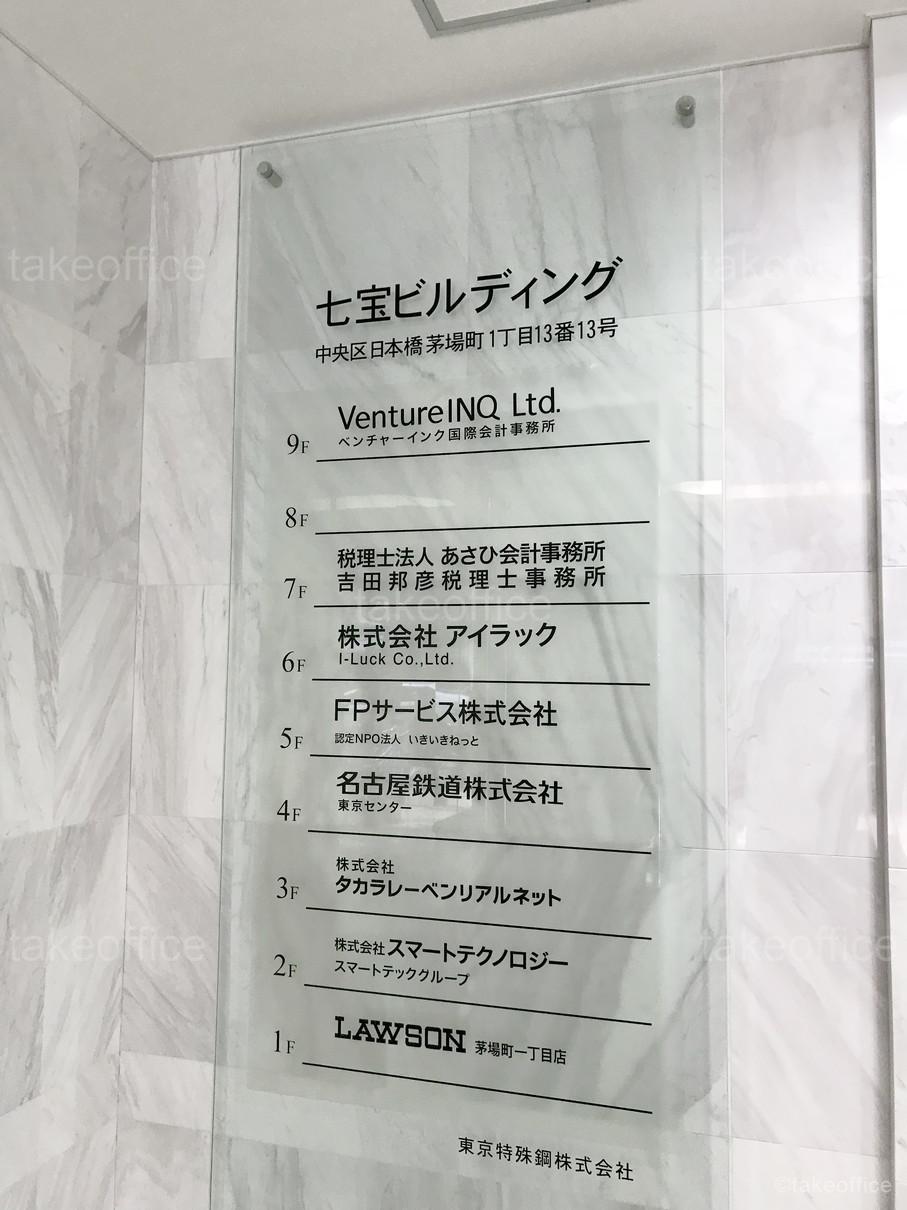 七宝ビルディング
中央区日本橋茅場町1丁目13番13号
VentureINQ Ltd.
ベンチャーインク国際会計事務所
9F
8F
税理士法人 あさひ会計事務所
吉田邦彦税理士事務所
7F
株式会社 アイラック
I-Luck Co.,Ltd.
6F
FPサービス株式会社
認定NPO法人 いきいきねっと
5F
名古屋鉄道株式会社
東京センター
4F
株式会社
タカラレーベンリアルネット
3F
株式会社スマートテクノロジー
スマートテックグループ
2F
LAWSON 茅場町一丁目店
1F
東京特殊鋼株式会社
takeoffice
takeoffice
takeoffice
takeoffice
takeoffice
©takeoffice